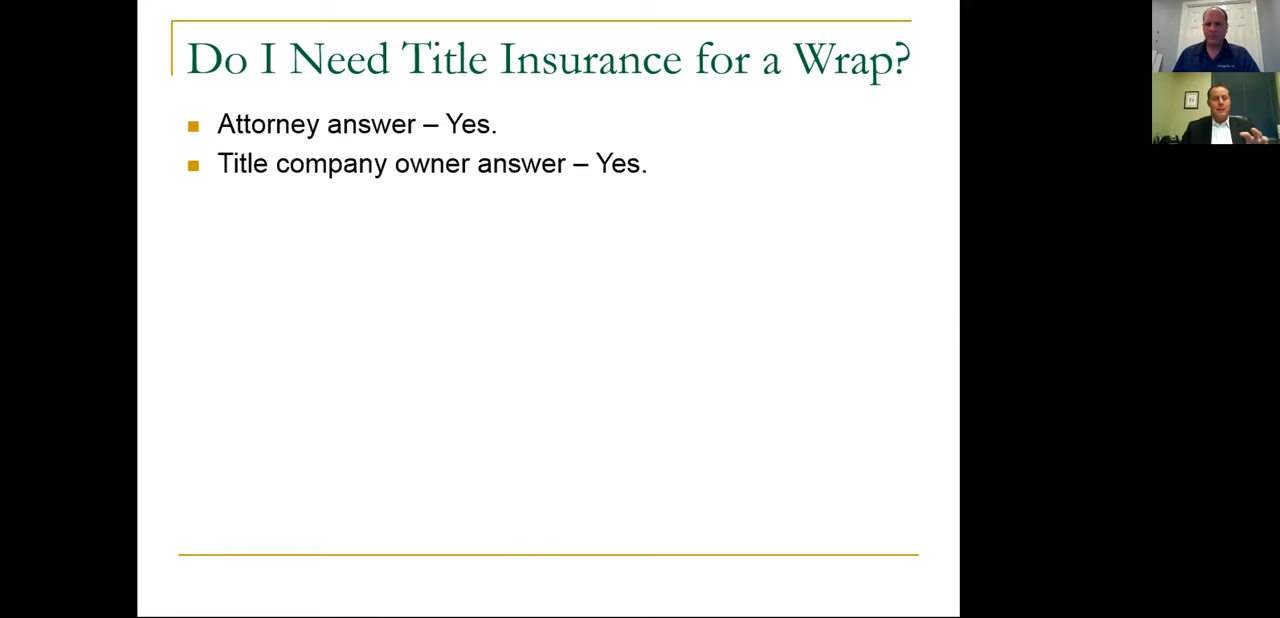 Do I Need Title Insurance for a Wrap?
Attorney answer – Yes.
Title company owner answer – Yes.